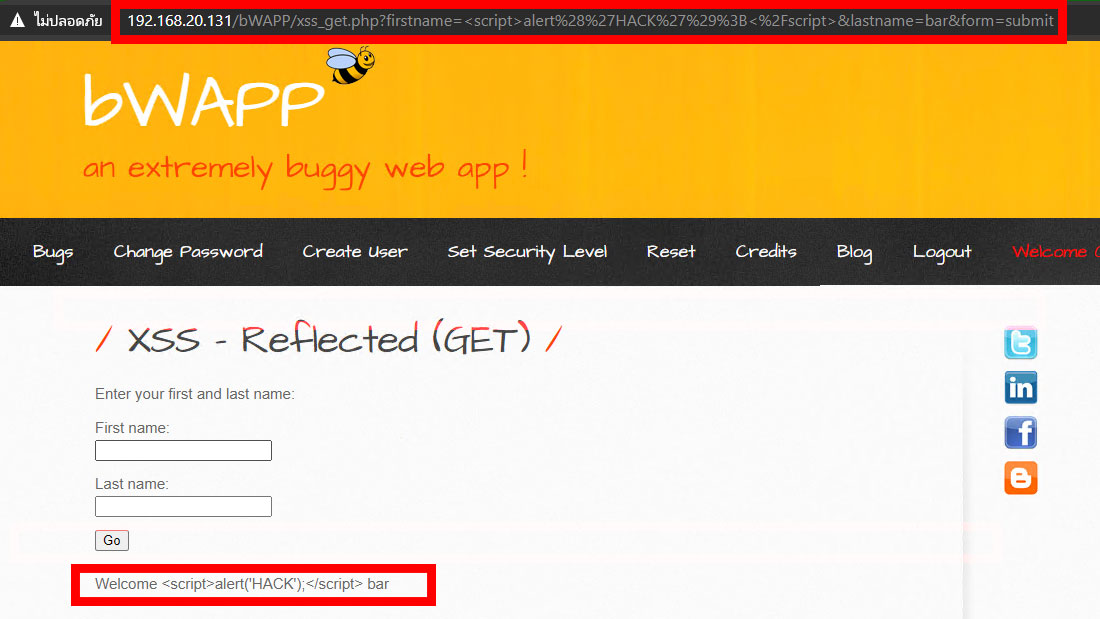 ไม่ปลอดภัย 192.168.20.131/bWAPP/xss_get.php?firstname=<script>alert%28%27HACK%27%29%3B<%2Fscript>&lastname=bar&form=submit
bWAPP
an extremely buggy web app !
Bugs Change Password Create User Set Security Level Reset Credits Blog Logout Welcome
/ XSS - Reflected (GET) /
Enter your first and last name:
First name:
Last name:
Go
Welcome <script>alert('HACK');</script> bar